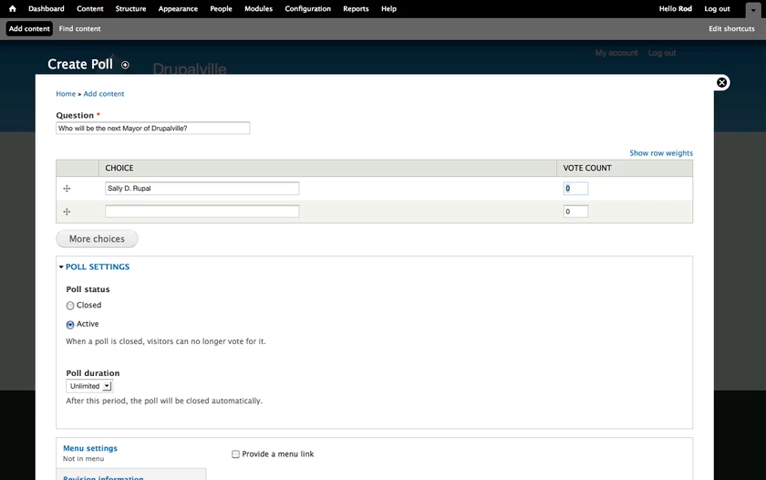 Dashboard Content Structure Appearance People Modules Configuration Reports Help Hello Rod Log out
Add content Find content Edit shortcuts
My account Log out
Create Poll Drupalville
Home » Add content
Question *
Who will be the next Mayor of Drupalville?
Show row weights
CHOICE VOTE COUNT
Sally D. Rupal 0
0
More choices
POLL SETTINGS
Poll status
Closed
Active
When a poll is closed, visitors can no longer vote for it.
Poll duration
Unlimited
After this period, the poll will be closed automatically.
Menu settings
Not in menu
Provide a menu link
Revision information